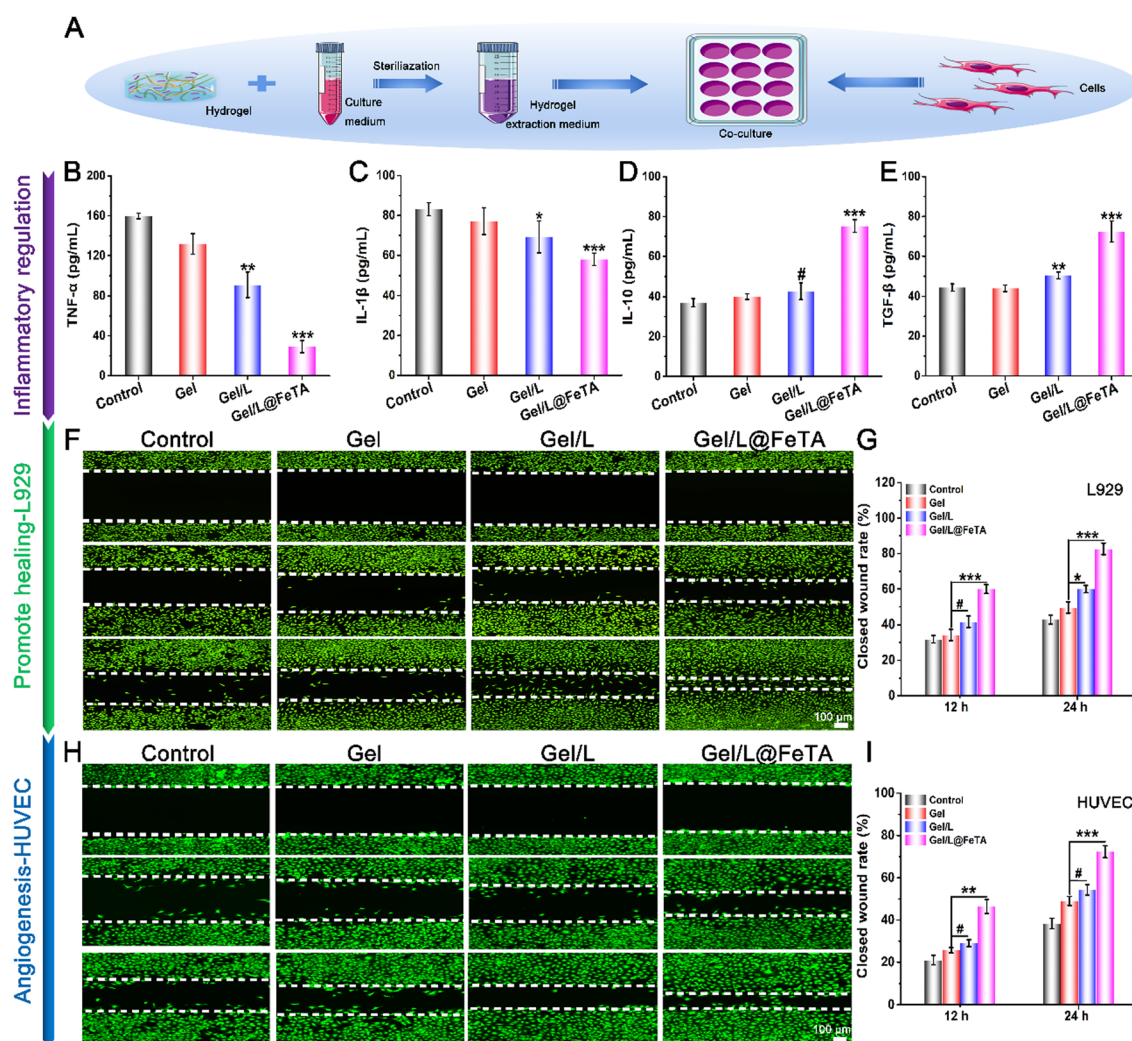 A
Hydrogel
Culture
medium
Steriliazation
Hydrogel
extraction medium
Co-culture
Cells
Inflammatory regulation
B
TNF-α (pg/mL)
200
160
120
80
40
0
**
***
Control
Gel
Gel/L
Gel/L@FeTA
C
IL-1β (pg/mL)
100
80
60
40
20
0
*
***
Control
Gel
Gel/L
Gel/L@FeTA
D
IL-10 (pg/mL)
100
80
60
40
20
0
#
***
Control
Gel
Gel/L
Gel/L@FeTA
E
TGF-β (pg/mL)
100
80
60
40
20
0
**
***
Control
Gel
Gel/L
Gel/L@FeTA
Promote healing-L929
F
Control
Gel
Gel/L
Gel/L@FeTA
100 μm
G
Closed wound rate (%)
120
100
80
60
40
20
0
Control
Gel
Gel/L
Gel/L@FeTA
L929
#
***
*
***
12 h
24 h
Angiogenesis-HUVEC
H
Control
Gel
Gel/L
Gel/L@FeTA
100 μm
I
Closed wound rate (%)
100
80
60
40
20
0
Control
Gel
Gel/L
Gel/L@FeTA
HUVEC
#
**
#
***
12 h
24 h